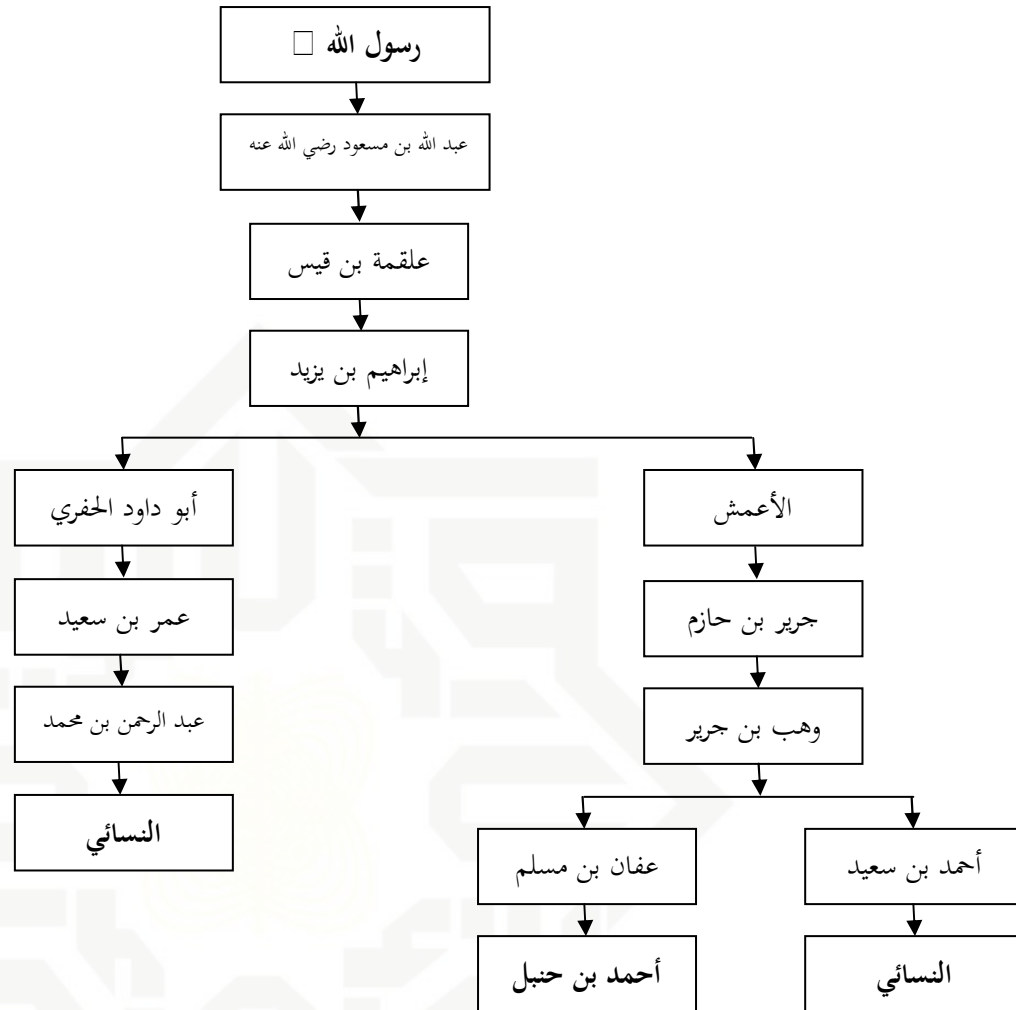 رسول الله □
عبد الله بن مسعود رضي الله عنه
علقمة بن قيس
إبراهيم بن يزيد
الأعمش
أبو داود الحفري
جرير بن حازم
عمر بن سعيد
وهب بن جرير
عبد الرحمن بن محمد
النسائي
أحمد بن سعيد
عفان بن مسلم
النسائي
أحمد بن حنبل